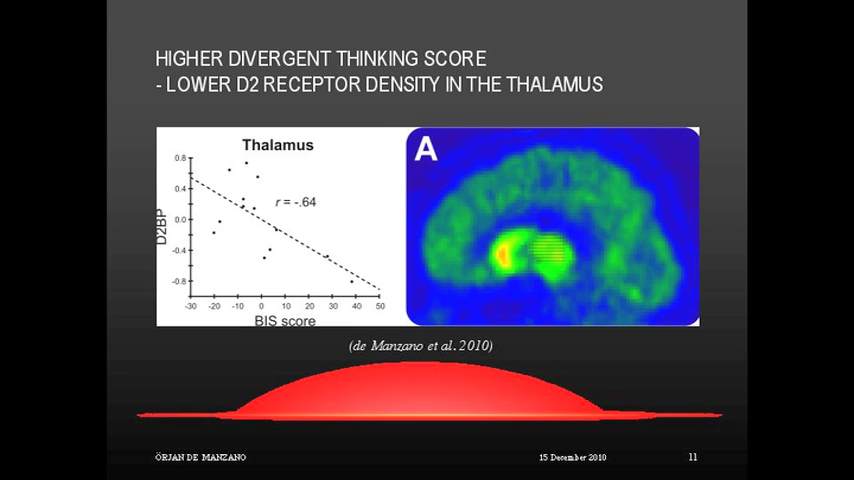 HIGHER DIVERGENT THINKING SCORE
- LOWER D2 RECEPTOR DENSITY IN THE THALAMUS
Thalamus
A
0.8
0.4
0.0
-0.4
-0.8
r = -.64
D2BP
-30 -20 -10 0 10 20 30 40 50
BIS score
(de Manzano et al. 2010)
ÖRJAN DE MANZANO 15 December 2010 11